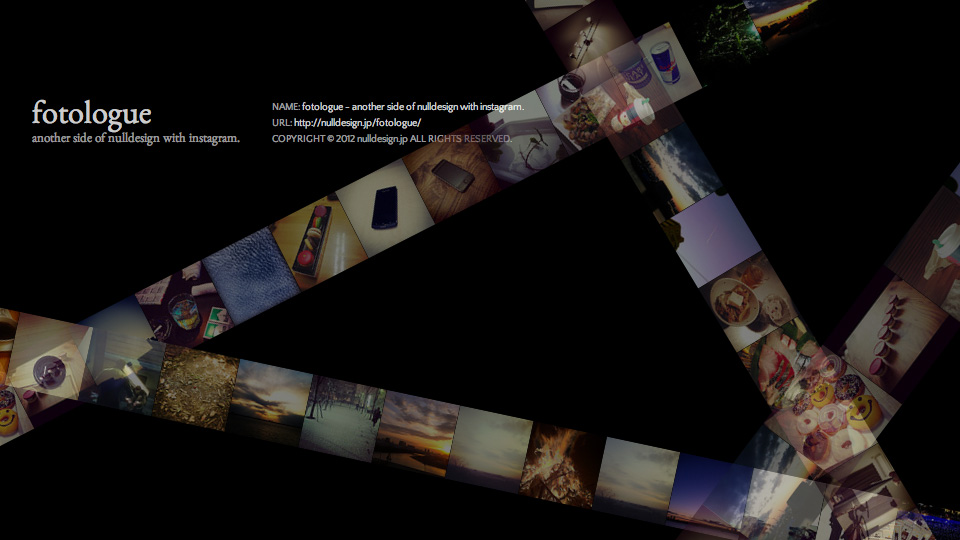 fotologue
another side of nulldesign with instagram.
NAME: fotologue - another side of nulldesign with instagram.
URL: http://nulldesign.jp/fotologue/
COPYRIGHT © 2012 nulldesign.jp ALL RIGHTS RESERVED.